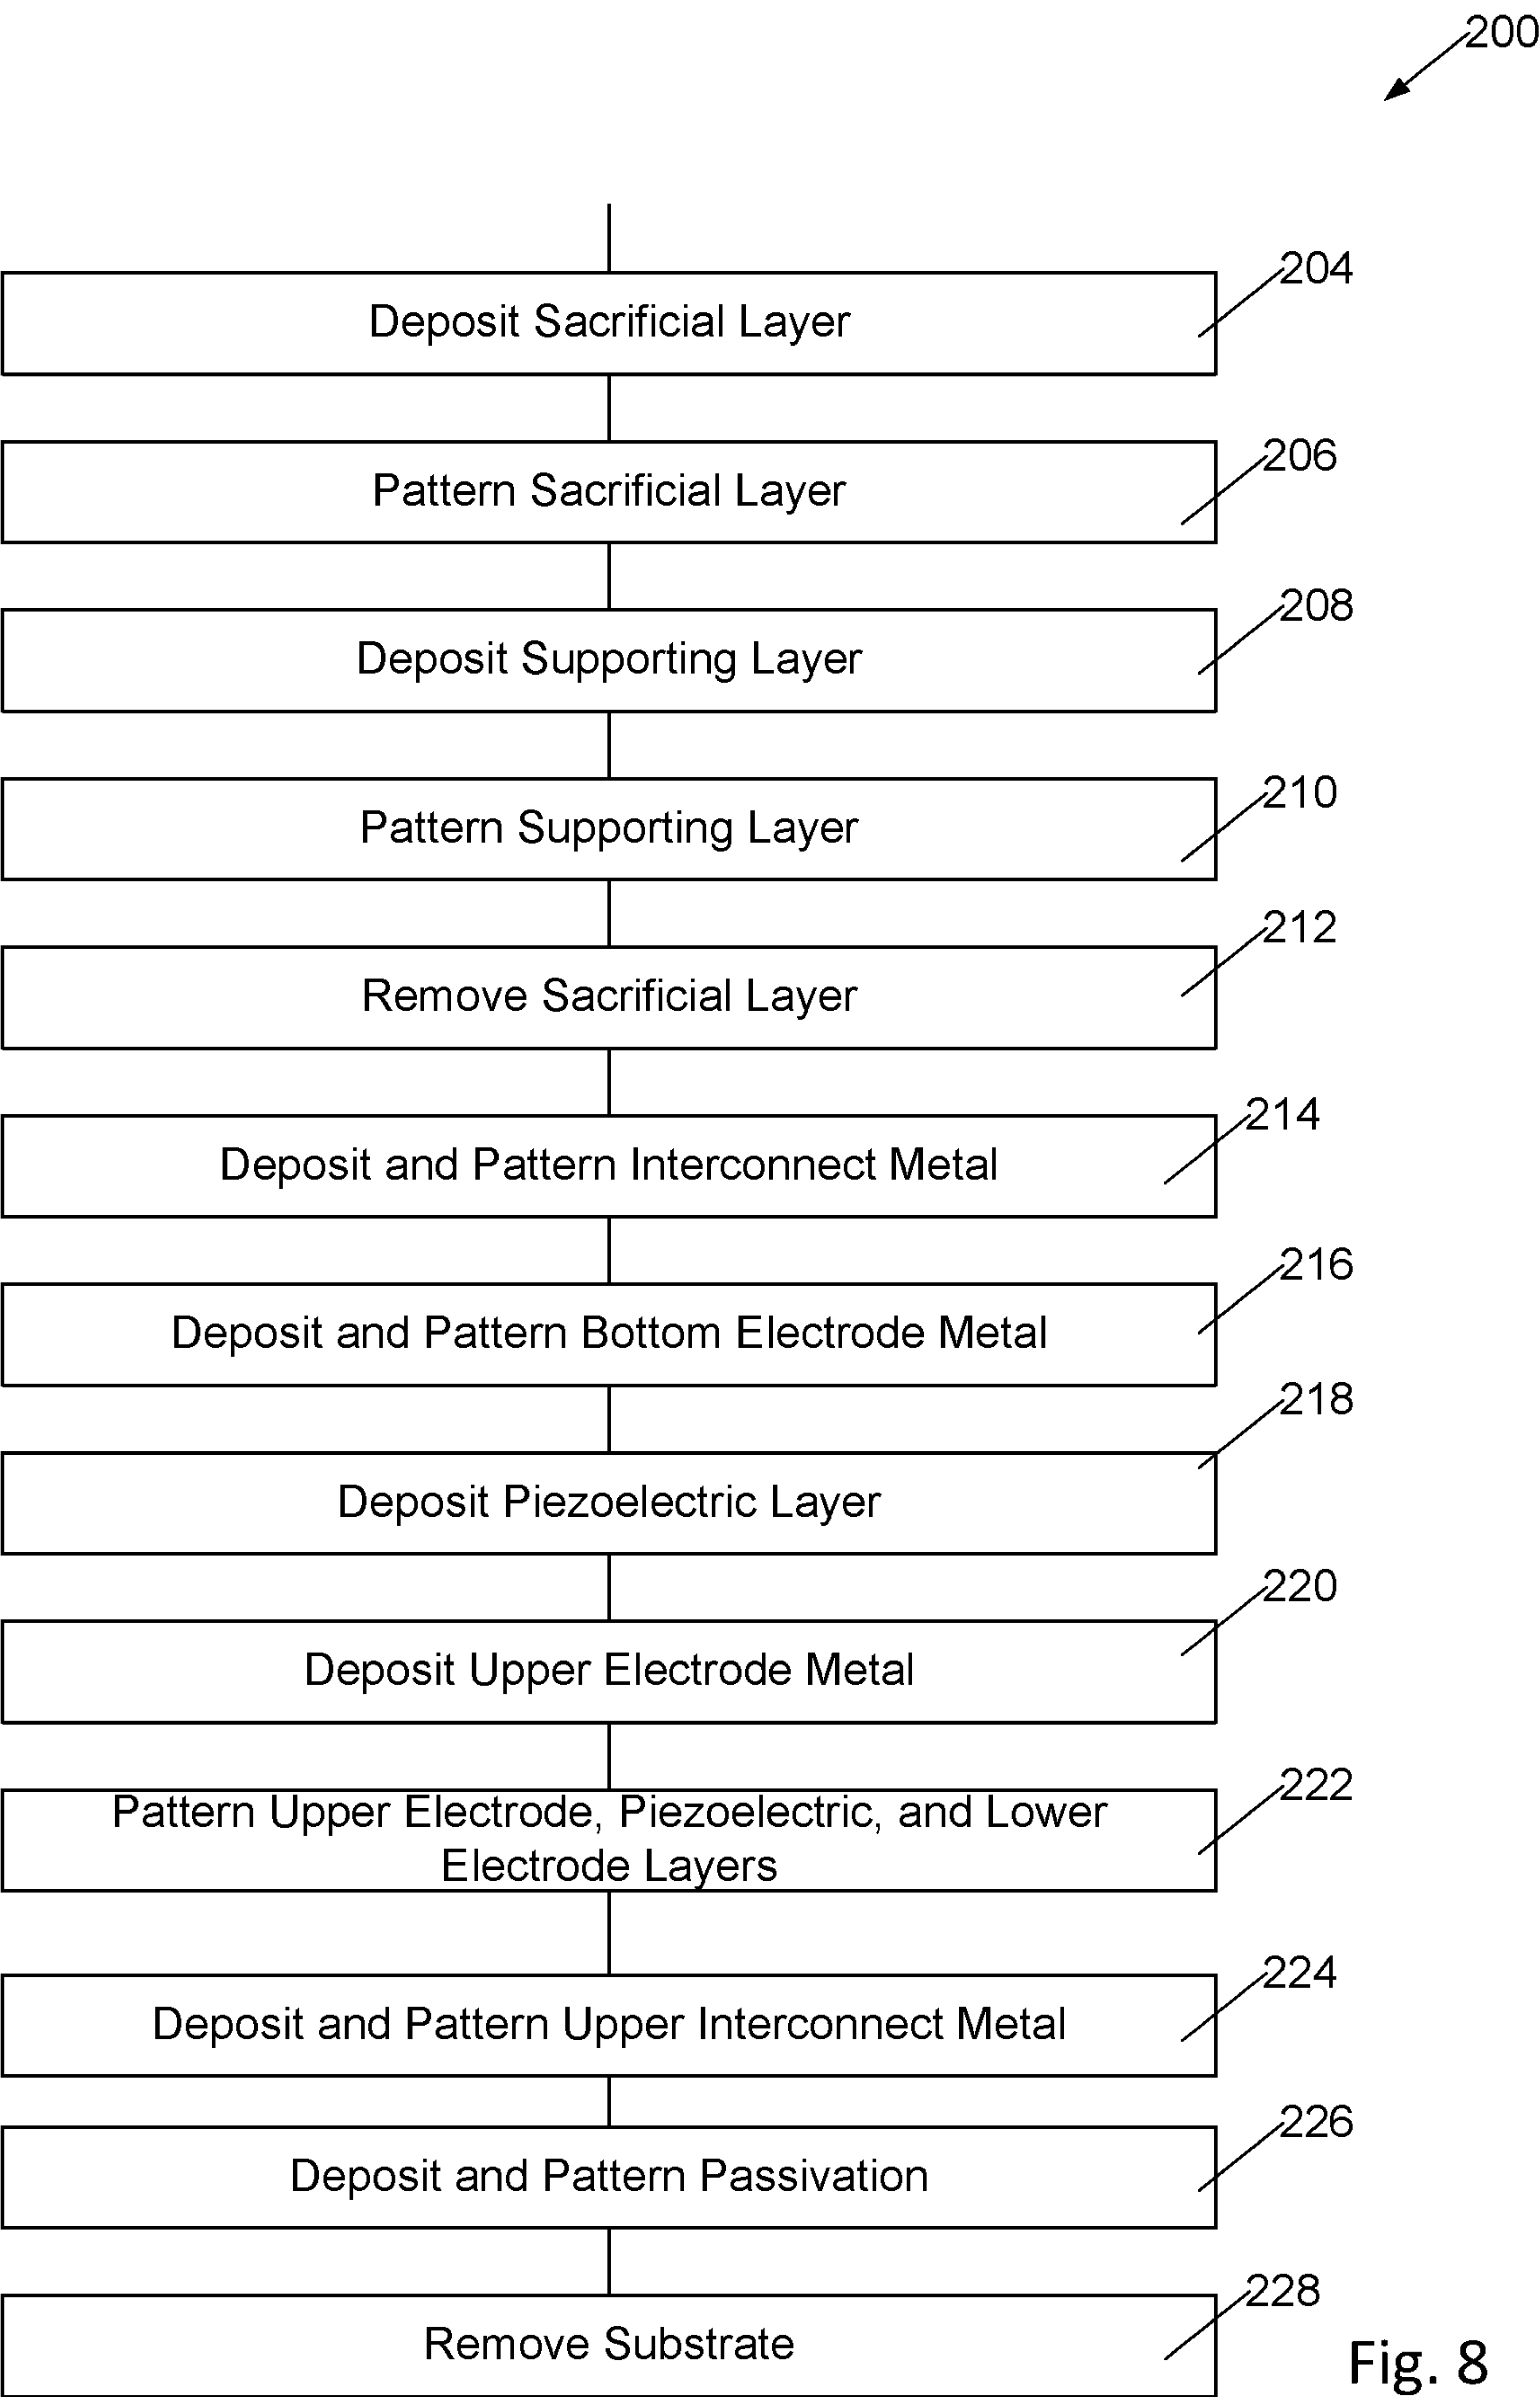 200
204
Deposit Sacrificial Layer
206
Pattern Sacrificial Layer
208
Deposit Supporting Layer
210
Pattern Supporting Layer
212
Remove Sacrificial Layer
214
Deposit and Pattern Interconnect Metal
216
Deposit and Pattern Bottom Electrode Metal
218
Deposit Piezoelectric Layer
220
Deposit Upper Electrode Metal
222
Pattern Upper Electrode, Piezoelectric, and Lower
Electrode Layers
224
Deposit and Pattern Upper Interconnect Metal
226
Deposit and Pattern Passivation
228
Remove Substrate
Fig. 8